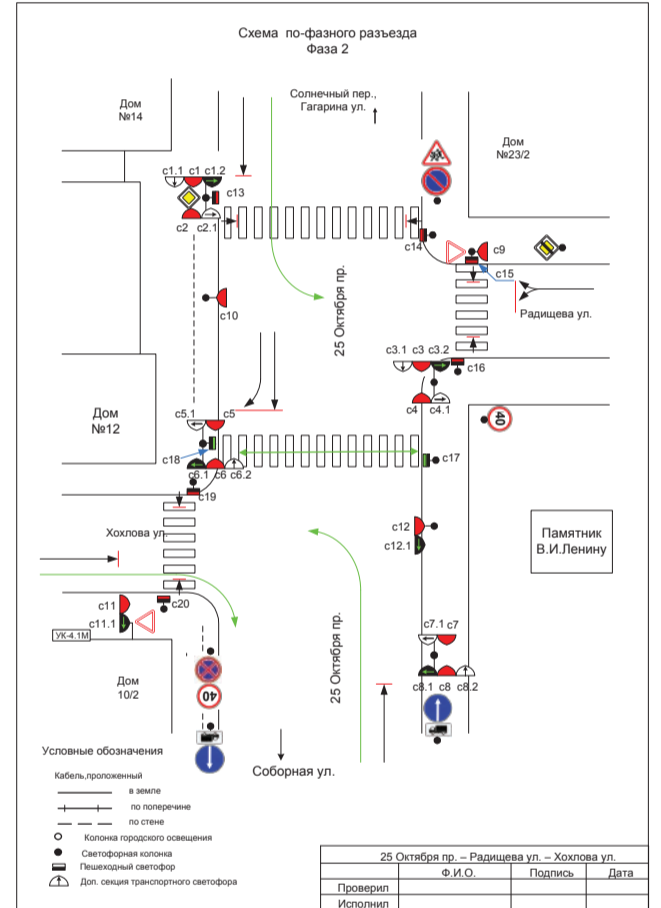 Схема по-фазного разъезда
Фаза 2
Солнечный пер.,
Гагарина ул.
Дом
№14
Дом
№23/2
с1.1 с1 с1.2
с13
с2 с2.1
с14
с9
с15
с10
25 Октября пр.
Радищева ул.
с3.1 с3 с3.2
с16
с4 с4.1
40
Дом
№12
с5.1 с5
с18
с17
с6.1 с6 с6.2
с19
Хохлова ул.
с12
с12.1
Памятник
В.И.Ленину
с11
с20
с11.1
УК-4.1М
с7.1 с7
25 Октября пр.
с8.1 с8 с8.2
Дом
10/2
40
Соборная ул.
Условные обозначения
Кабель,проложенный
в земле
по поперечине
по стене
Колонка городского освещения
Светофорная колонка
Пешеходный светофор
Доп. секция транспортного светофора
25 Октября пр. – Радищева ул. – Хохлова ул.
Ф.И.О. Подпись Дата
Проверил
Исполнил